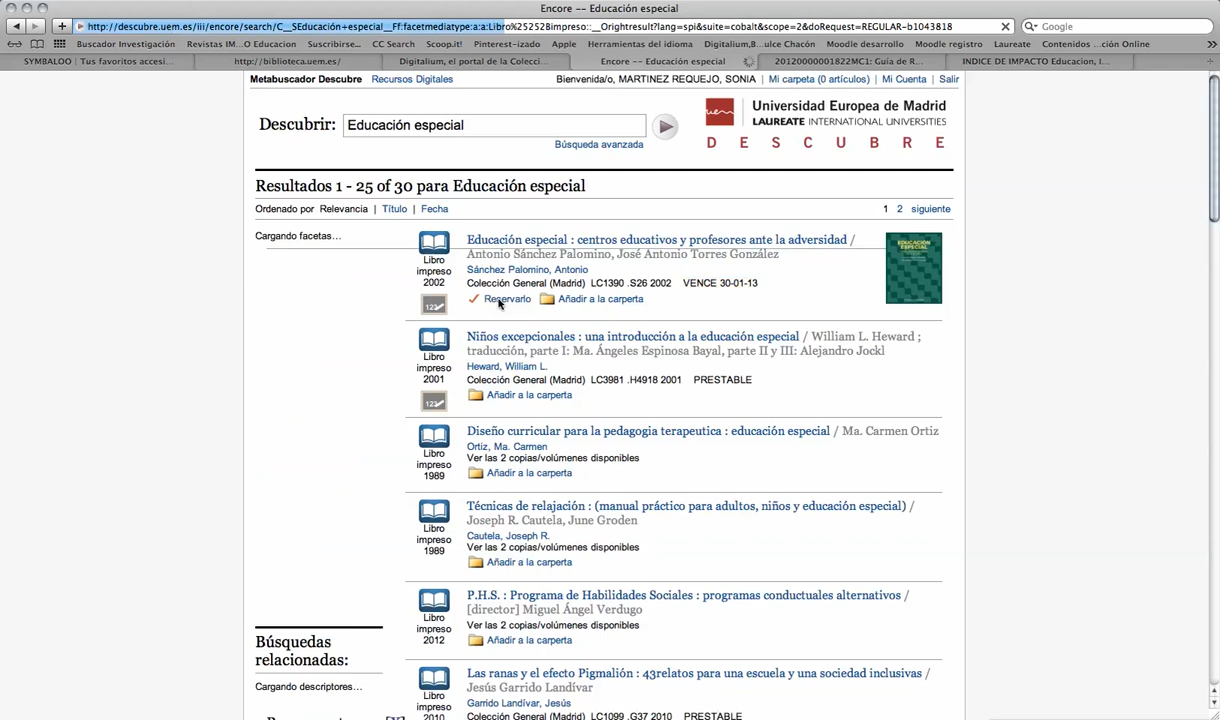 Encore -- Educación especial
http://descubre.uem.es/iii/encore/search/C__SEducación+especial__Ff:facetmediatype:a:a:Libro%25252Bimpreso::__Orightresult?lang=spi&suite=cobalt&scope=2&doRequest=REGULAR-b1043818
Google
Buscador Investigación Revistas IM...O Educacion Suscribirse... CC Search Scoop.it! Pinterest-izado Apple Herramientas del idioma Digitalium,B...ulce Chacón Moodle desarrollo Moodle registro Laureate Contenidos ...ción Online
SYMBALOO | Tus favoritos accesi... http://biblioteca.uem.es/ Digitalium, el portal de la Colecci... Encore -- Educación especial 20120000001822MC1: Guía de R... INDICE DE IMPACTO Educacion, I...
Metabuscador Descubre Recursos Digitales Bienvenida/o, MARTINEZ REQUEJO, SONIA | Mi carpeta (0 artículos) | Mi Cuenta | Salir
Descubrir: Educación especial
Búsqueda avanzada
Universidad Europea de Madrid
LAUREATE INTERNATIONAL UNIVERSITIES
D E S C U B R E
Resultados 1 - 25 of 30 para Educación especial
Ordenado por Relevancia | Título | Fecha 1 2 siguiente
Cargando facetas...
Libro
impreso
2002
Educación especial : centros educativos y profesores ante la adversidad /
Antonio Sánchez Palomino, José Antonio Torres González
Sánchez Palomino, Antonio
Colección General (Madrid) LC1390 .S26 2002 VENCE 30-01-13
Reservarlo Añadir a la carperta
EDUCACIÓN
ESPECIAL
Libro
impreso
2001
Niños excepcionales : una introducción a la educación especial / William L. Heward ;
traducción, parte I: Ma. Ángeles Espinosa Bayal, parte II y III: Alejandro Jockl
Heward, William L.
Colección General (Madrid) LC3981 .H4918 2001 PRESTABLE
Añadir a la carperta
Libro
impreso
1989
Diseño curricular para la pedagogia terapeutica : educación especial / Ma. Carmen Ortiz
Ortiz, Ma. Carmen
Ver las 2 copias/volúmenes disponibles
Añadir a la carperta
Libro
impreso
1989
Técnicas de relajación : (manual práctico para adultos, niños y educación especial) /
Joseph R. Cautela, June Groden
Cautela, Joseph R.
Ver las 2 copias/volúmenes disponibles
Añadir a la carperta
Libro
impreso
2012
P.H.S. : Programa de Habilidades Sociales : programas conductuales alternativos /
[director] Miguel Ángel Verdugo
Ver las 2 copias/volúmenes disponibles
Añadir a la carperta
Búsquedas
relacionadas:
Cargando descriptores...
Libro
impreso
2010
Las ranas y el efecto Pigmalión : 43relatos para una escuela y una sociedad inclusivas /
Jesús Garrido Landívar
Garrido Landívar, Jesús
Colección General (Madrid) LC1099 .G37 2010 PRESTABLE